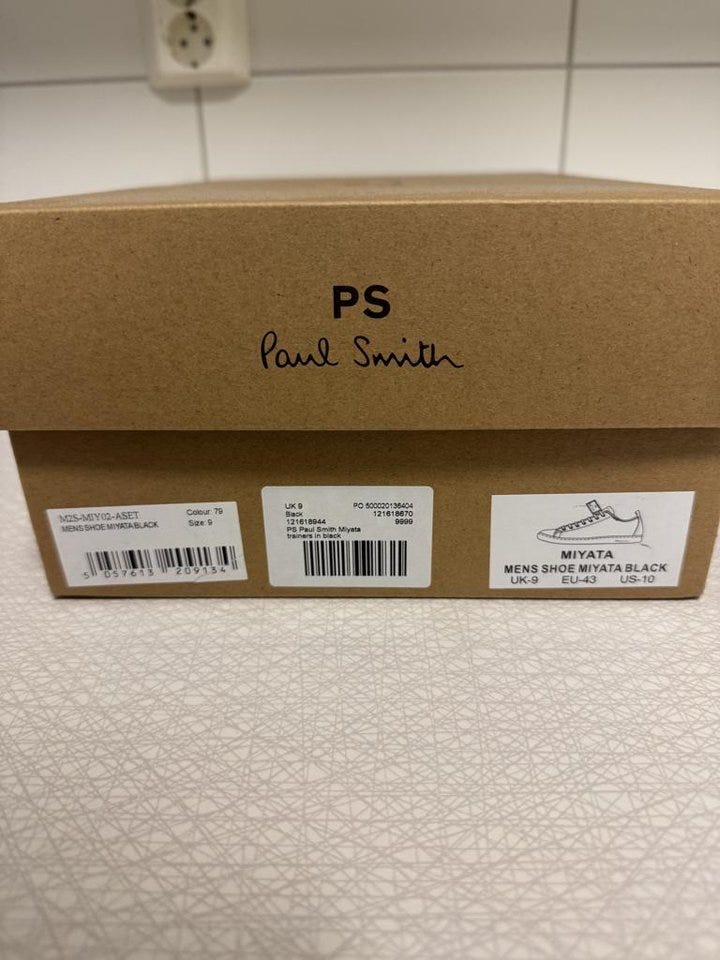 PS
Paul Smith
M2S-MIY02-ASET Colour: 79
MENS SHOE MIYATA BLACK Size: 9
5 057613 209134
UK 9 PO 500020136404
Black 121618670
121618944 9999
PS Paul Smith Miyata
trainers in black
MIYATA
MENS SHOE MIYATA BLACK
UK-9 EU-43 US-10